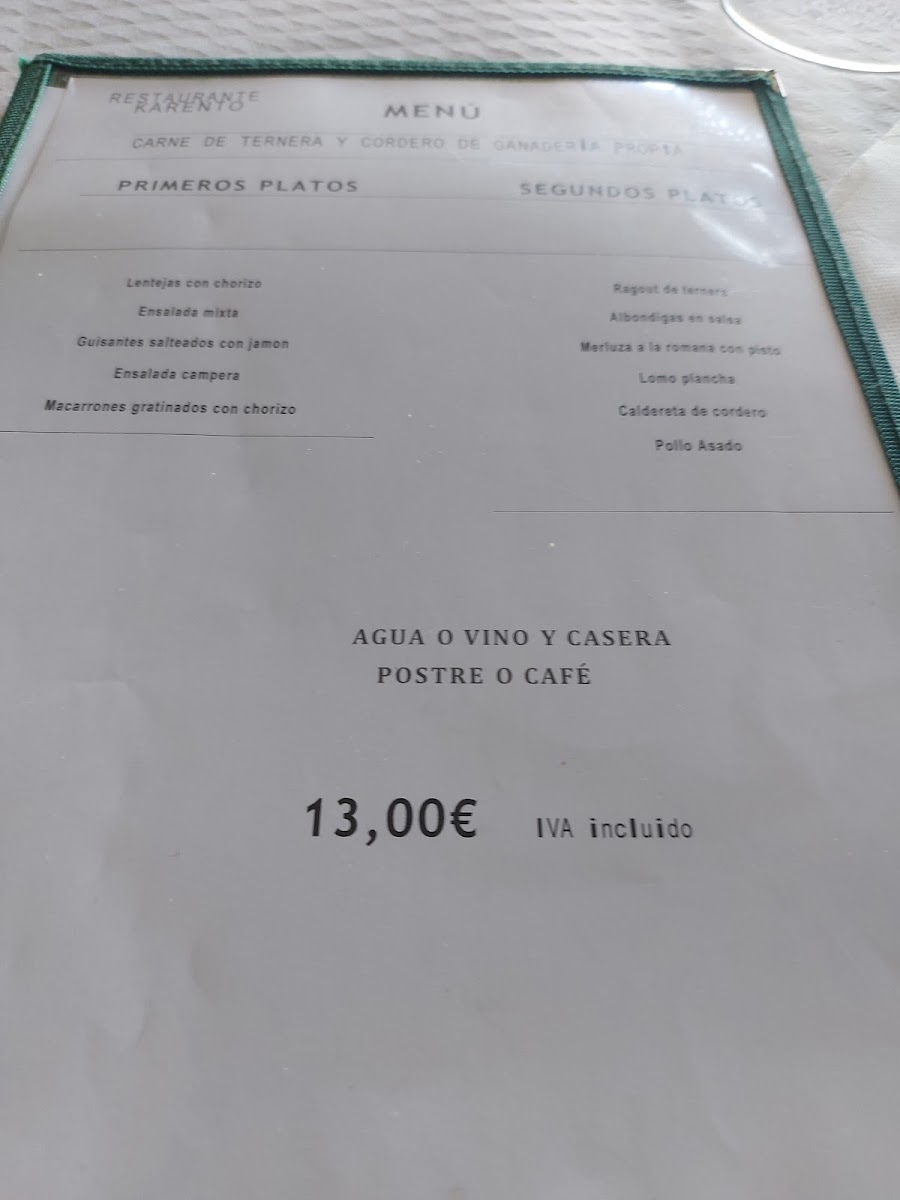 RESTAURANTE
KARENTO
MENÚ
CARNE DE TERNERA Y CORDERO DE GANADERÍA PROPIA
PRIMEROS PLATOS
Lentejas con chorizo
Ensalada mixta
Guisantes salteados con jamon
Ensalada campera
Macarrones gratinados con chorizo
SEGUNDOS PLATOS
Ragout de ternera
Albondigas en salsa
Merluza a la romana con pisto
Lomo plancha
Caldereta de cordero
Pollo Asado
AGUA O VINO Y CASERA
POSTRE O CAFÉ
13,00€ IVA incluido